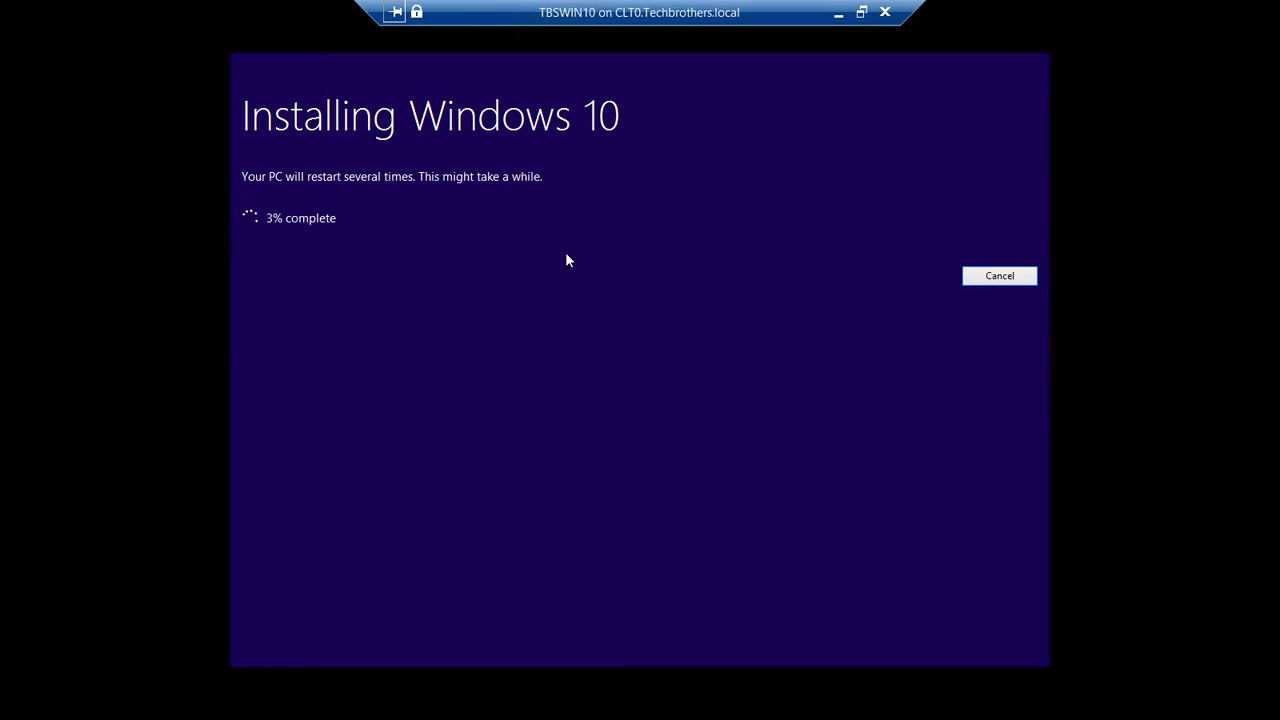 TBSWIN10 on CLT0.Techbrothers.local
Installing Windows 10
Your PC will restart several times. This might take a while.
3% complete
Cancel